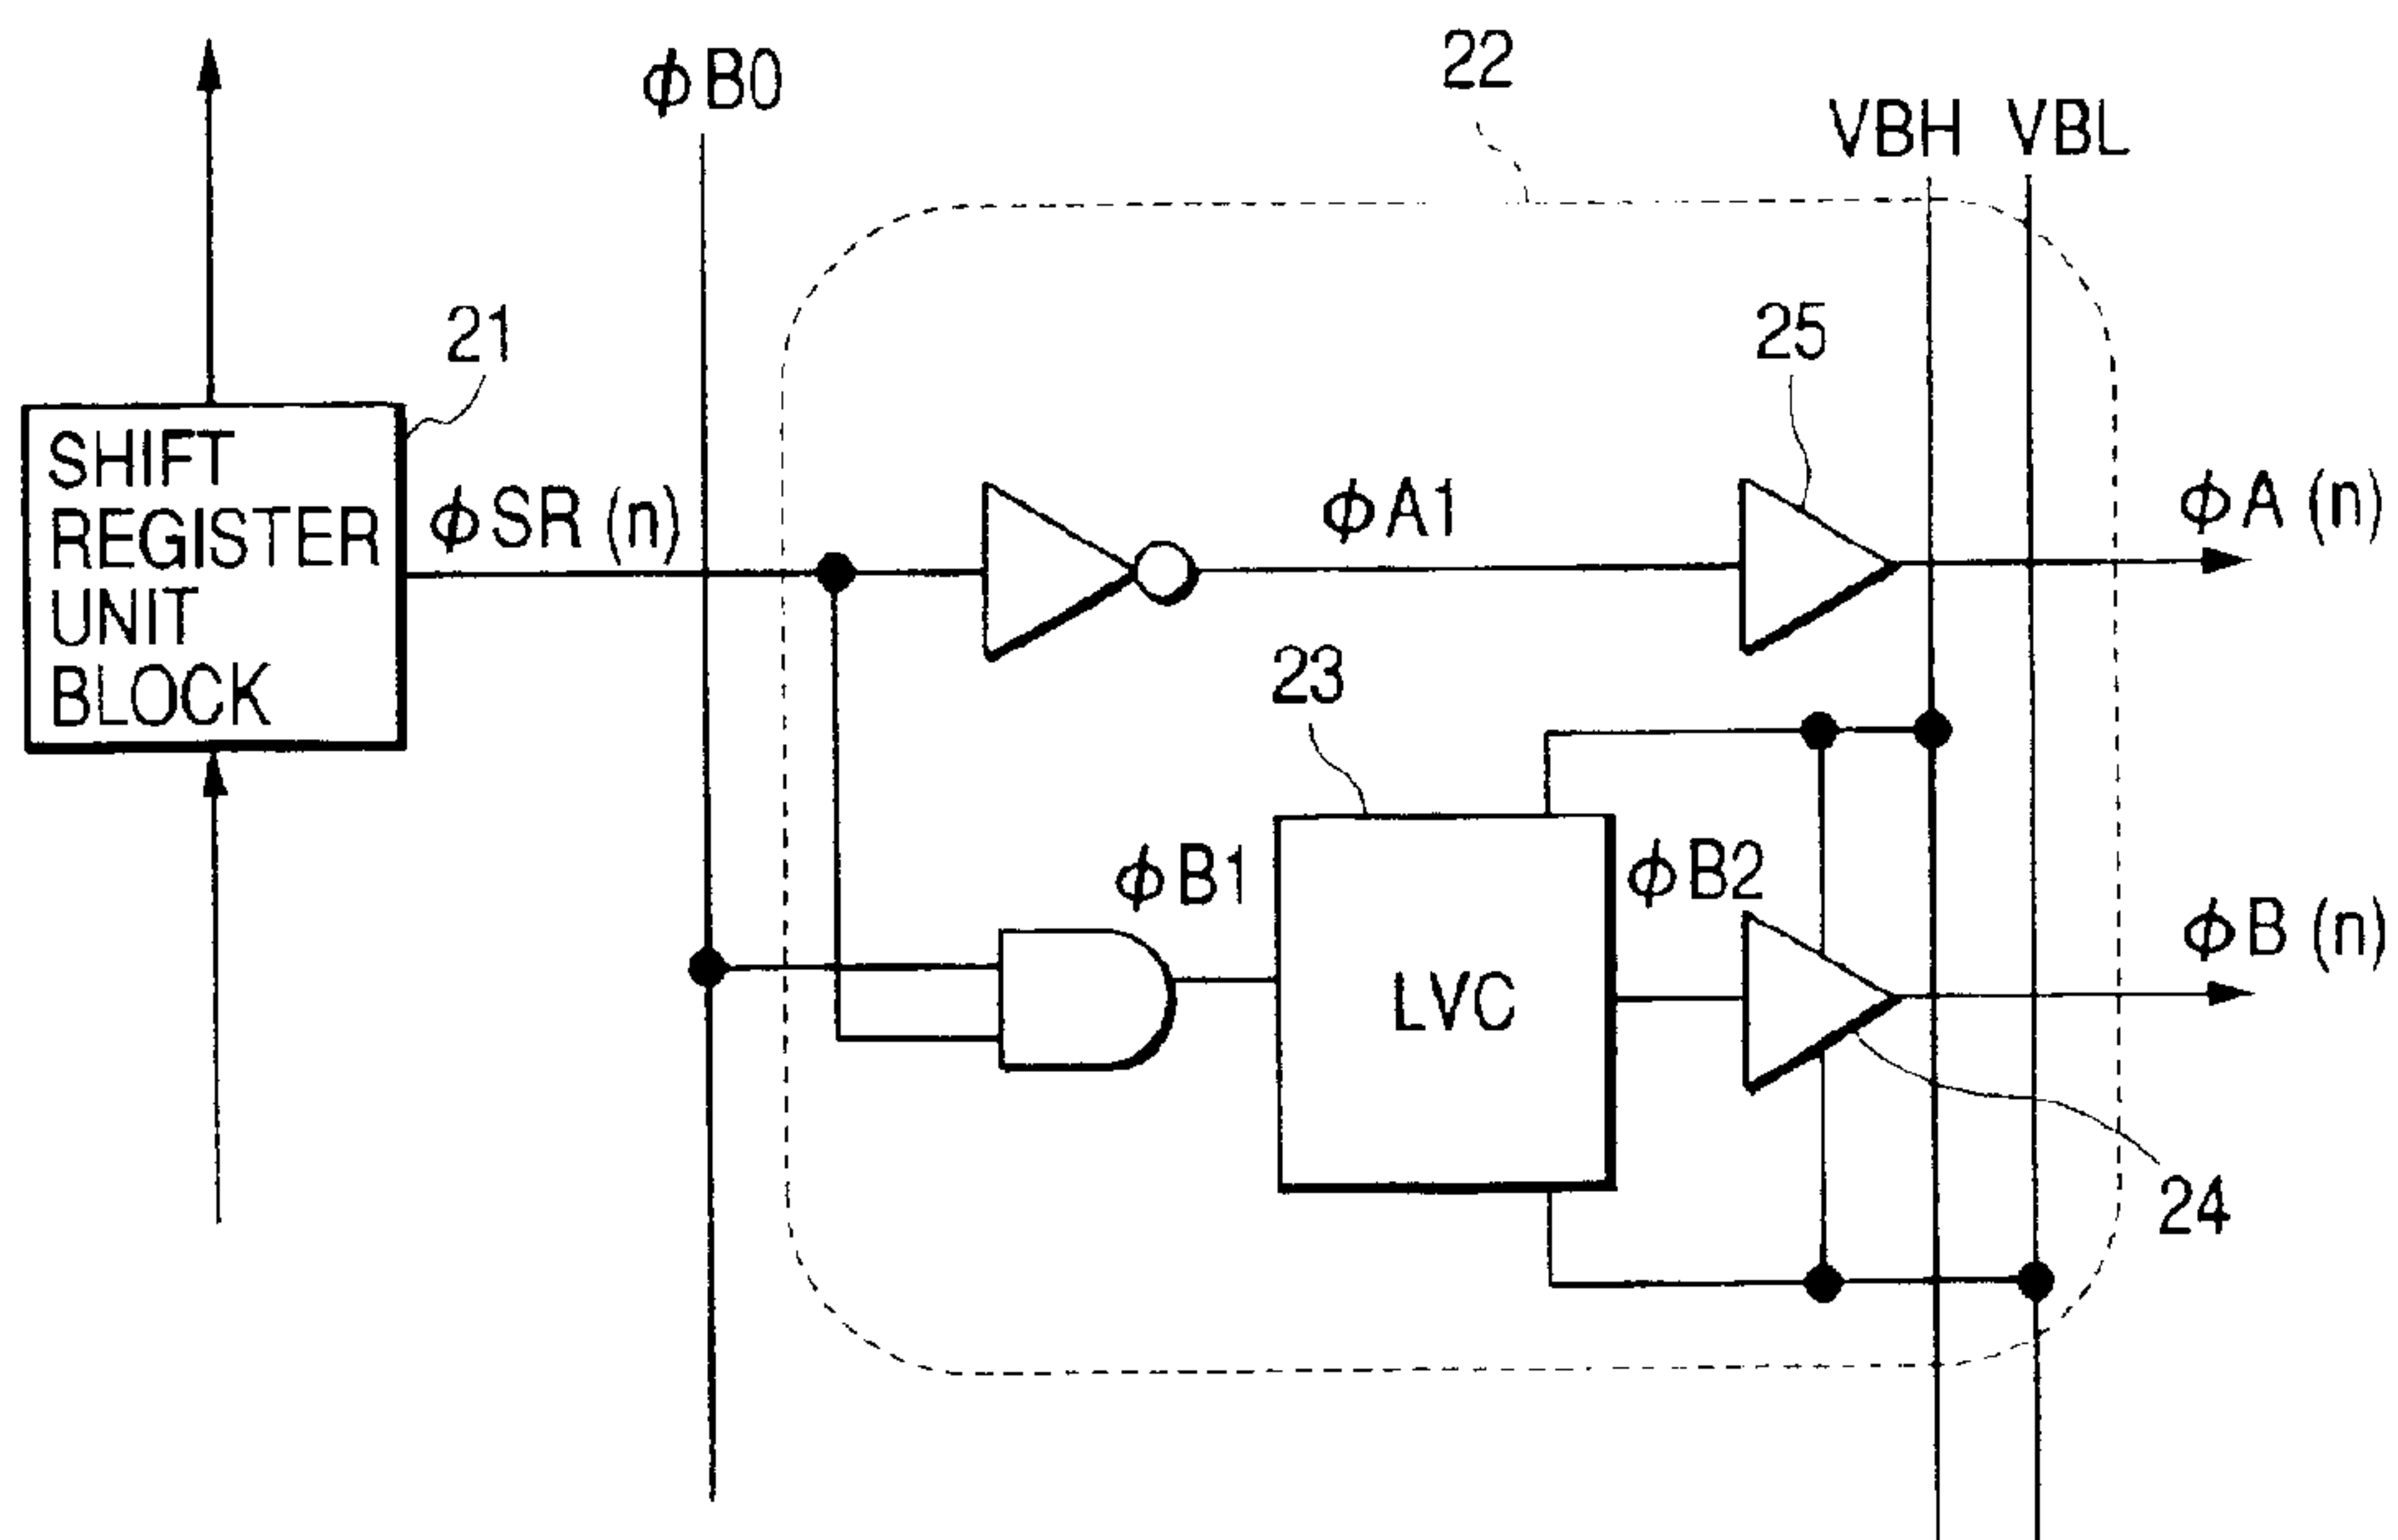 22
ϕB0
VBH VBL
21
25
SHIFT
REGISTER
UNIT
BLOCK
ϕSR (n)
ϕA1
ϕA (n)
23
ϕB1
ϕB2
ϕB (n)
LVC
24